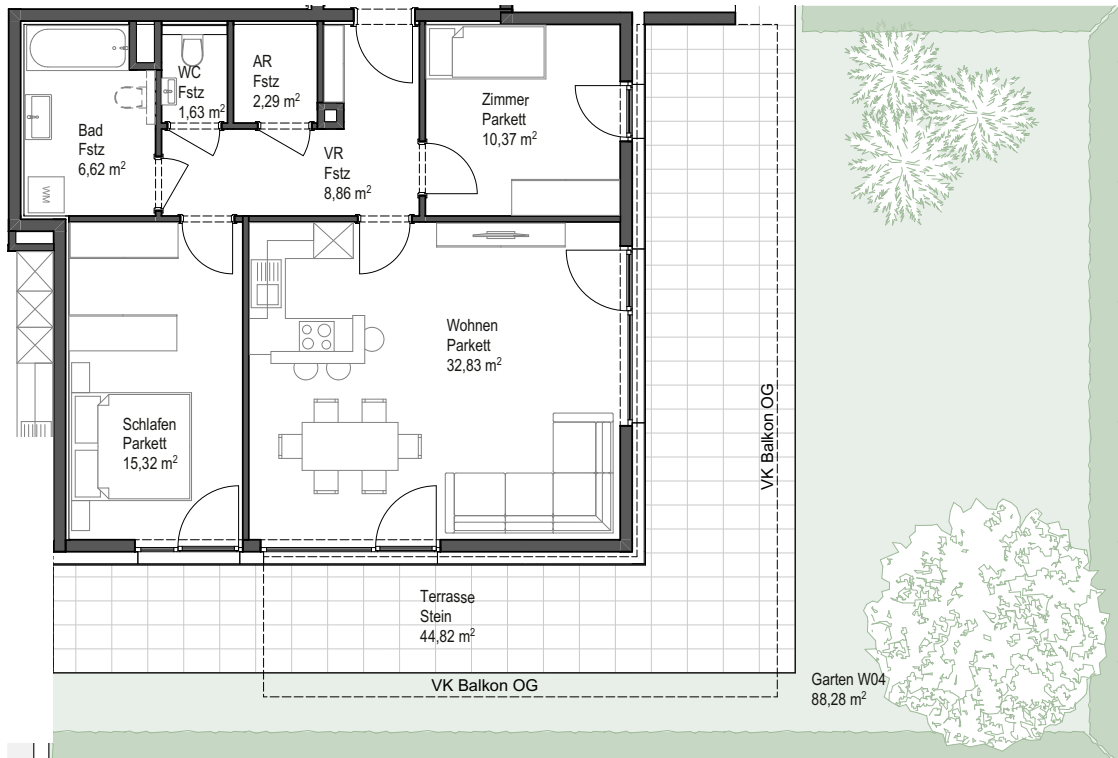 WC
Fstz
1,63 m²
AR
Fstz
2,29 m²
Zimmer
Parkett
10,37 m²
Bad
Fstz
6,62 m²
VR
Fstz
8,86 m²
WM
Wohnen
Parkett
32,83 m²
Schlafen
Parkett
15,32 m²
VK Balkon OG
Terrasse
Stein
44,82 m²
VK Balkon OG
Garten W04
88,28 m²